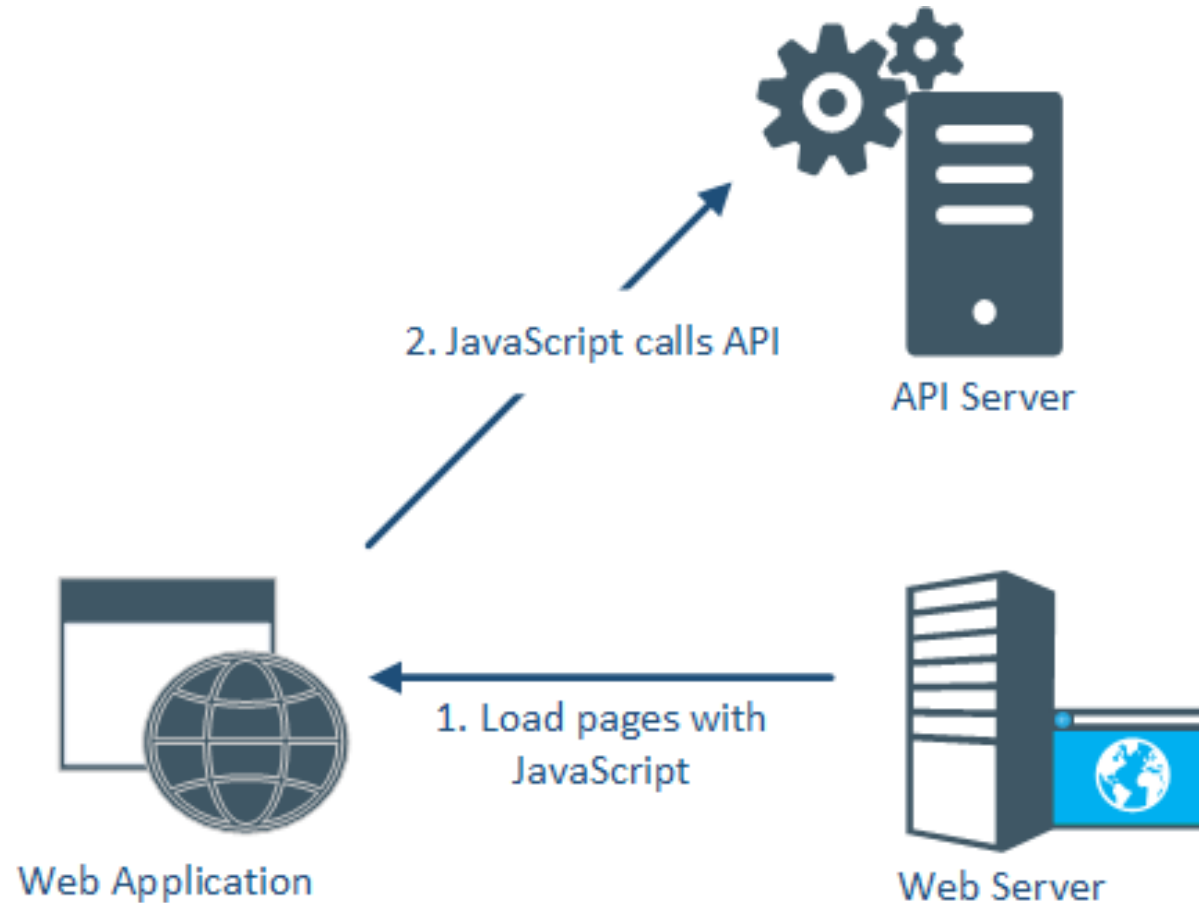 2. JavaScript calls API
API Server
1. Load pages with
JavaScript
Web Application
Web Server